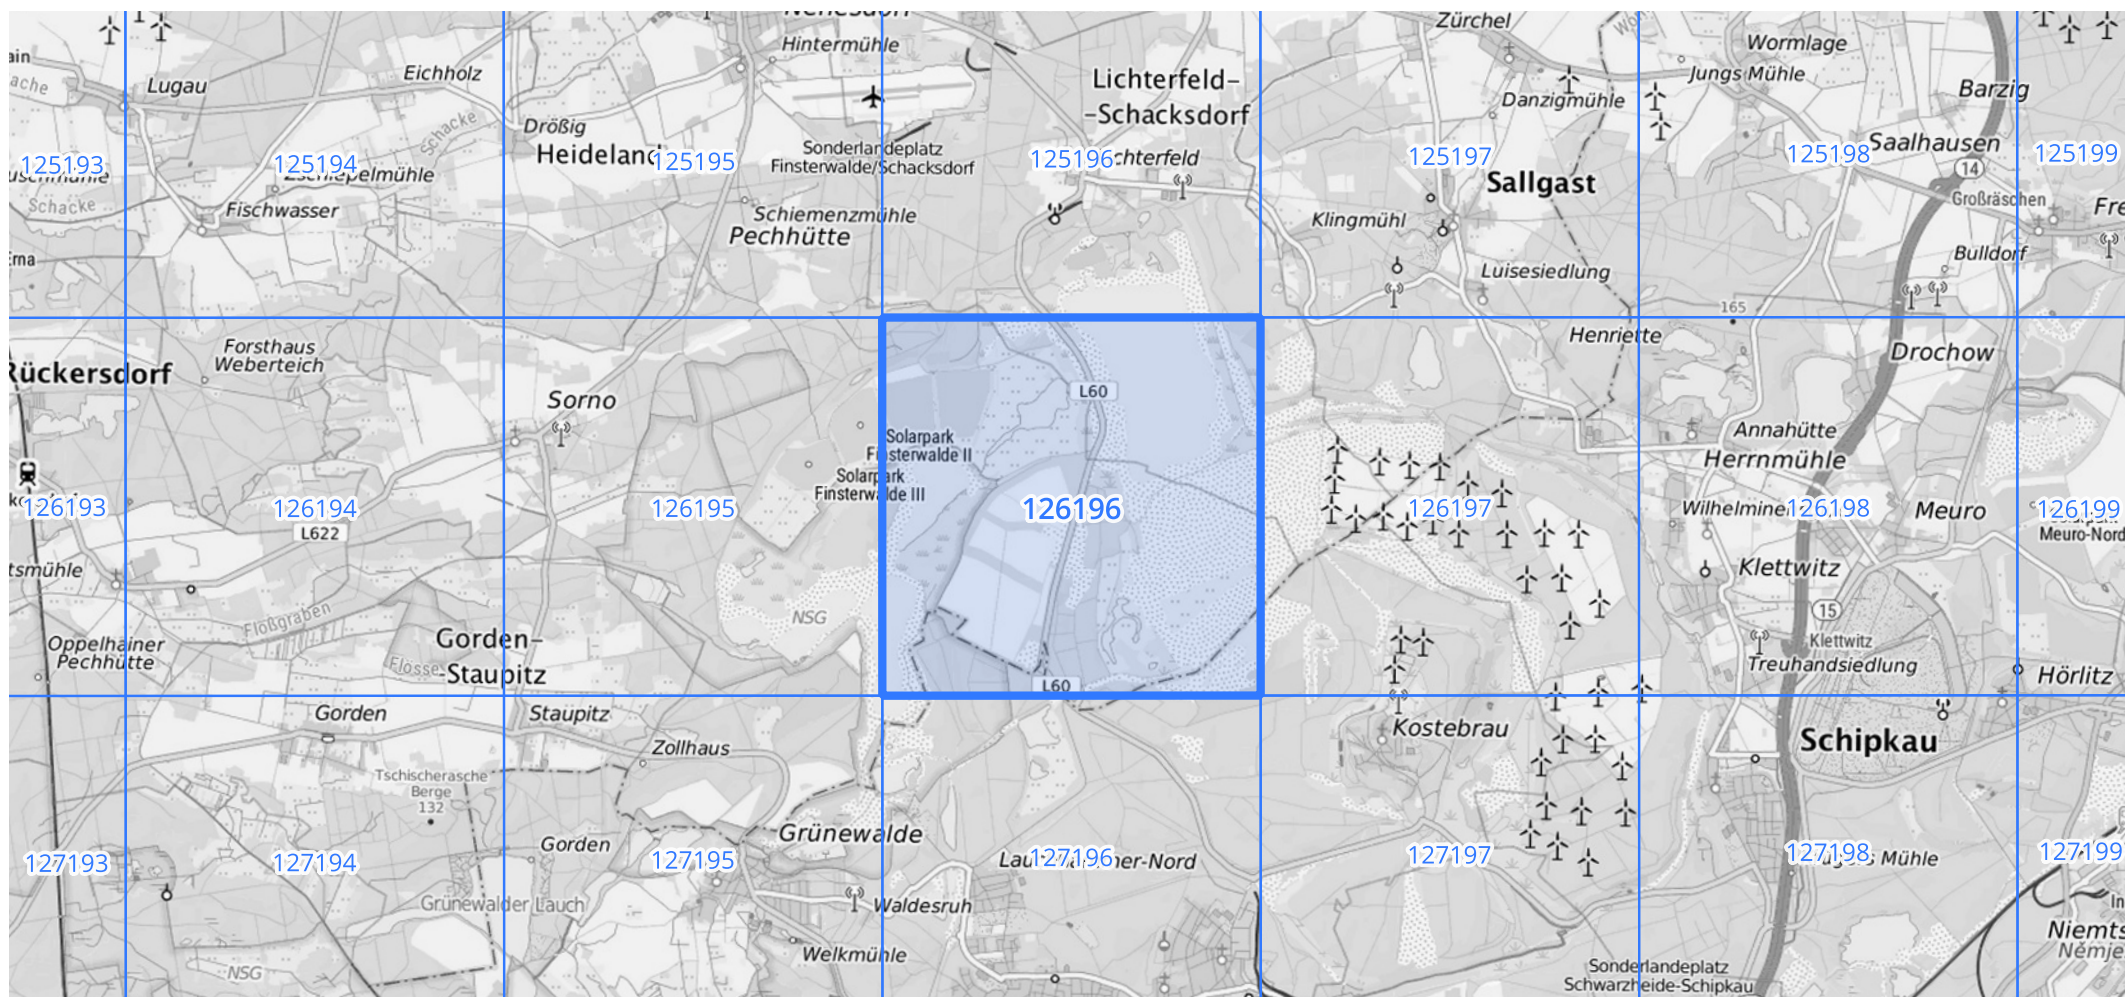 Zürchel
Hintermühle
Wormlage
Jungs Mühle
Lugau
Eichholz
Lichterfeld-
-Schacksdorf
Danzigmühle
Barzig
Schacke
Drößig
Heideland
Sonderlandeplatz
Finsterwalde/Schacksdorf
Saalhausen
125193
125194
125195
125196
125197
125198
125199
14
Sallgast
Großräschen
Schacke
Fischwasser
Schiemenzmühle
Pechhütte
Klingmühl
Bulldorf
Luisesiedlung
165
Henriette
Drochow
Forsthaus
Weberteich
Rückersdorf
L60
Sorno
Annahütte
Herrnmühle
Solarpark
Finsterwalde II
Solarpark
Finsterwalde III
126193
126194
126195
126196
126197
126198
126199
Meuro
L622
Meuro-Nord
Klettwitz
15
NSG
Floßgraben
Oppelhainer
Pechhütte
Gorden-
-Staupitz
Flösse
Klettwitz
Treuhandsiedlung
Hörlitz
L60
Gorden
Staupitz
Kostebrau
Schipkau
Zollhaus
Tschischerasche
Berge
132
Grünewalde
Gorden
127193
127194
127195
127196
127197
127198
127199
Grünewalder Lauch
Waldesruh
Welkmühle
NSG
Sonderlandeplatz
Schwarzheide-Schipkau